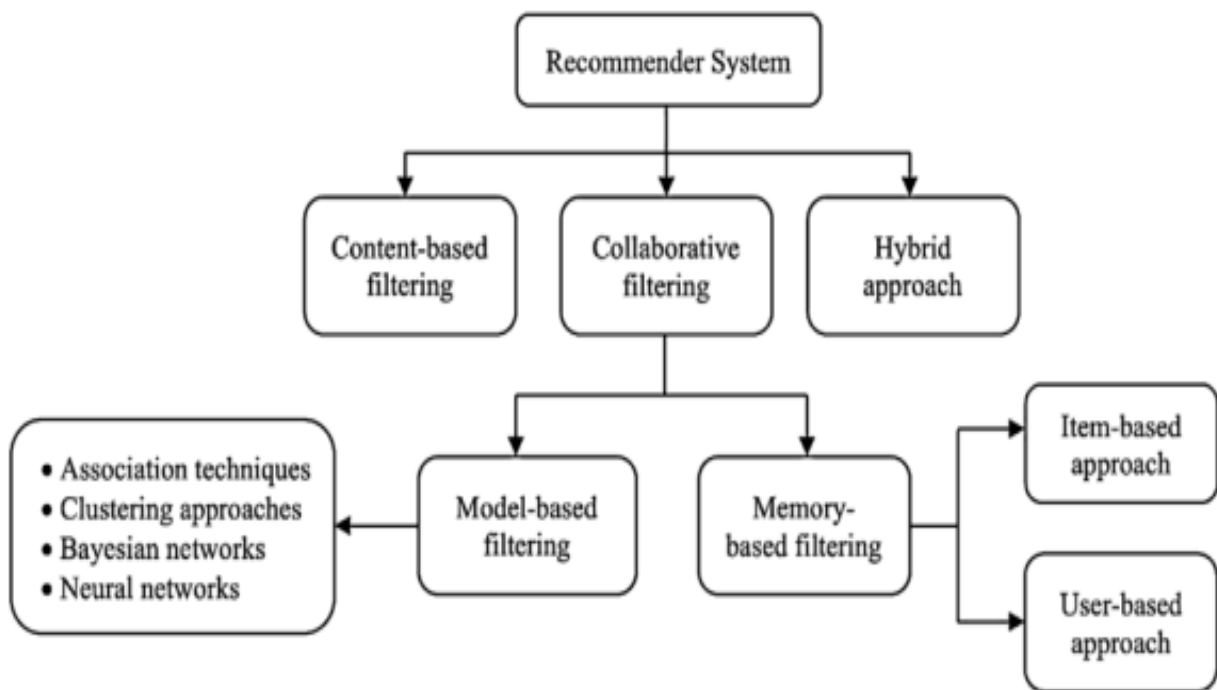 Recommender System
Content-based
filtering
Collaborative
filtering
Hybrid
approach
• Association techniques
• Clustering approaches
• Bayesian networks
• Neural networks
Model-based
filtering
Memory-
based filtering
Item-based
approach
User-based
approach